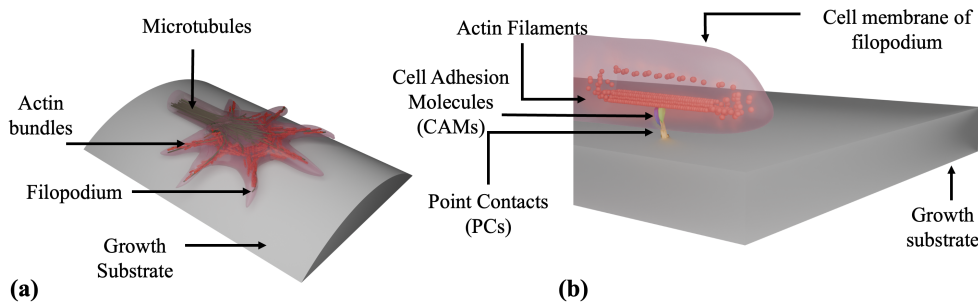 Microtubules
Actin
bundles
Filopodium
Growth
Substrate
(a)
Actin Filaments
Cell Adhesion
Molecules
(CAMs)
Point Contacts
(PCs)
Cell membrane of
filopodium
Growth
substrate
(b)